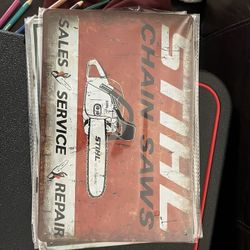 STIHL
CHAIN-SAWS
STIHL
SALES SERVICE REPAIR